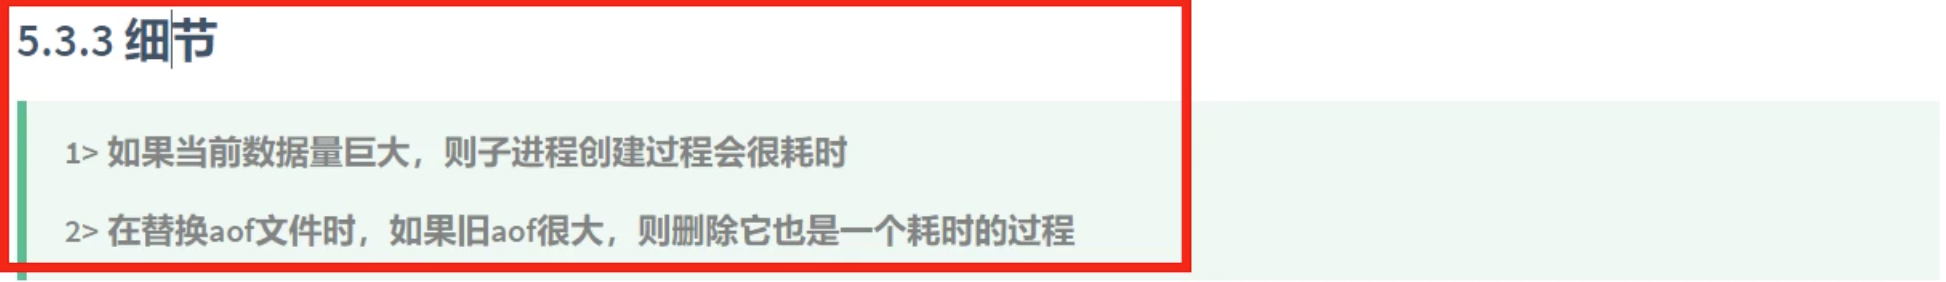 5.3.3 细节
1> 如果当前数据量巨大，则子进程创建过程会很耗时
2> 在替换aof文件时，如果旧aof很大，则删除它也是一个耗时的过程